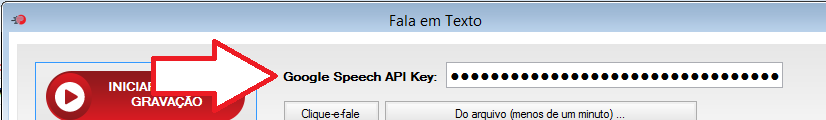 Fala em Texto
Google Speech API Key: ●●●●●●●●●●●●●●●●●●●●●●●●●●●●●●●●●
INICIAR
GRAVAÇÃO
Clique-e-fale
Do arquivo (menos de um minuto) ...